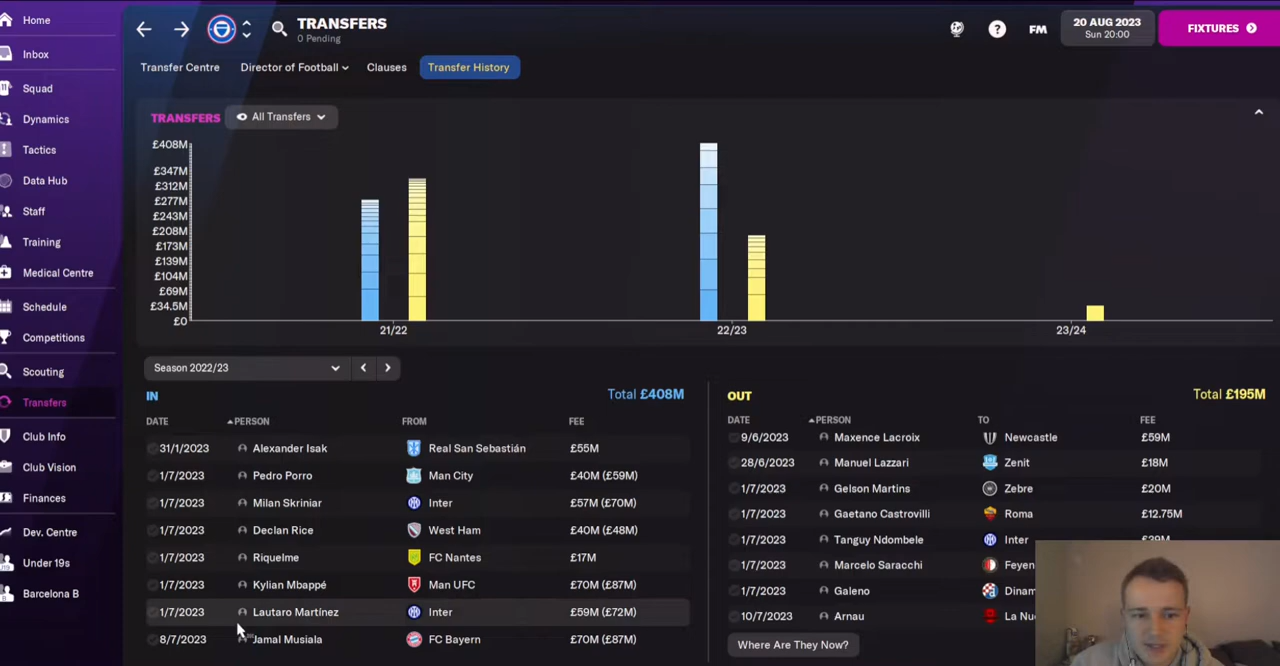 Home
TRANSFERS
0 Pending
FM
20 AUG 2023
Sun 20:00
FIXTURES
Inbox
Transfer Centre
Director of Football
Clauses
Transfer History
Squad
Dynamics
Tactics
Data Hub
Staff
Training
Medical Centre
Schedule
Competitions
Scouting
Transfers
Club Info
Club Vision
Finances
Dev. Centre
Under 19s
Barcelona B
TRANSFERS
All Transfers
£408M
£347M
£312M
£277M
£243M
£208M
£173M
£139M
£104M
£69M
£34.5M
£0
21/22
22/23
23/24
Season 2022/23
IN Total £408M
DATE PERSON FROM FEE
31/1/2023 Alexander Isak Real San Sebastián £55M
1/7/2023 Pedro Porro Man City £40M (£59M)
1/7/2023 Milan Skriniar Inter £57M (£70M)
1/7/2023 Declan Rice West Ham £40M (£48M)
1/7/2023 Riquelme FC Nantes £17M
1/7/2023 Kylian Mbappé Man UFC £70M (£87M)
1/7/2023 Lautaro Martínez Inter £59M (£72M)
8/7/2023 Jamal Musiala FC Bayern £70M (£87M)
OUT Total £195M
DATE PERSON TO FEE
9/6/2023 Maxence Lacroix Newcastle £59M
28/6/2023 Manuel Lazzari Zenit £18M
1/7/2023 Gelson Martins Zebre £20M
1/7/2023 Gaetano Castrovilli Roma £12.75M
1/7/2023 Tanguy Ndombele Inter
1/7/2023 Marcelo Saracchi Feyen
1/7/2023 Galeno Dinam
10/7/2023 Arnau La Nu
Where Are They Now?